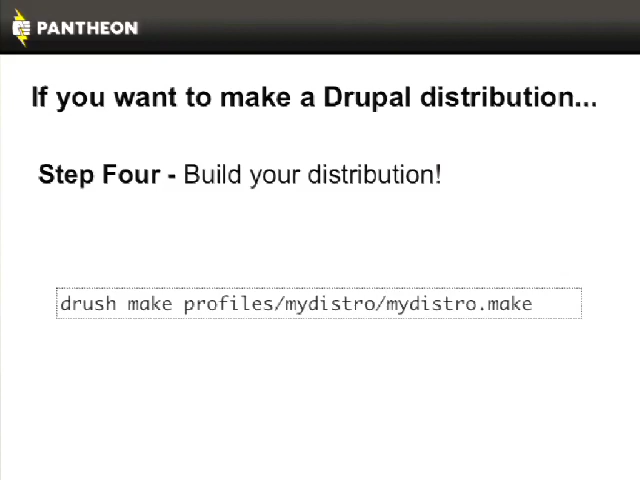 PANTHEON
If you want to make a Drupal distribution...
Step Four - Build your distribution!
drush make profiles/mydistro/mydistro.make